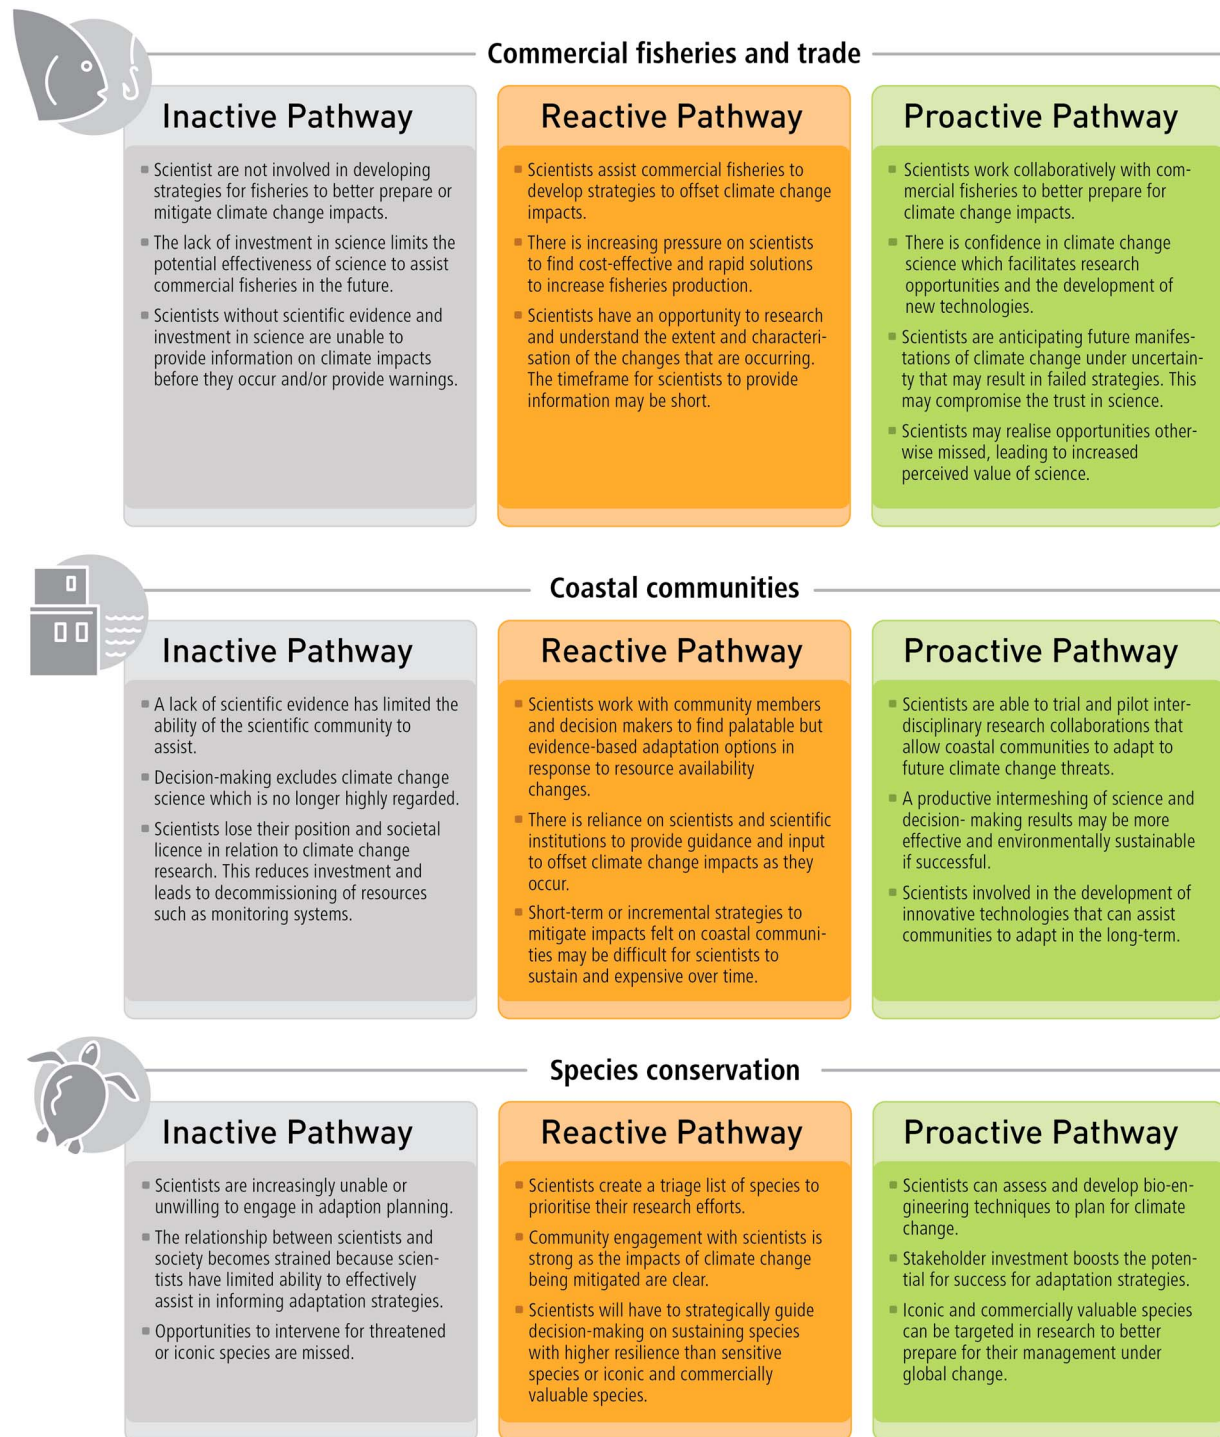 Commercial fisheries and trade
Inactive Pathway
Scientist are not involved in developing
strategies for fisheries to better prepare or
mitigate climate change impacts.
The lack of investment in science limits the
potential effectiveness of science to assist
commercial fisheries in the future.
Scientists without scientific evidence and
investment in science are unable to
provide information on climate impacts
before they occur and/or provide warnings.
Reactive Pathway
Scientists assist commercial fisheries to
develop strategies to offset climate change
impacts.
There is increasing pressure on scientists
to find cost-effective and rapid solutions
to increase fisheries production.
Scientists have an opportunity to research
and understand the extent and characteri-
sation of the changes that are occurring.
The timeframe for scientists to provide
information may be short.
Proactive Pathway
Scientists work collaboratively with com-
mercial fisheries to better prepare for
climate change impacts.
There is confidence in climate change
science which facilitates research
opportunities and the development of
new technologies.
Scientists are anticipating future manifes-
tations of climate change under uncertain-
ty that may result in failed strategies. This
may compromise the trust in science.
Scientists may realise opportunities other-
wise missed, leading to increased
perceived value of science.
Coastal communities
Inactive Pathway
A lack of scientific evidence has limited the
ability of the scientific community to
assist.
Decision-making excludes climate change
science which is no longer highly regarded.
Scientists lose their position and societal
licence in relation to climate change
research. This reduces investment and
leads to decommissioning of resources
such as monitoring systems.
Reactive Pathway
Scientists work with community members
and decision makers to find palatable but
evidence-based adaptation options in
response to resource availability
changes.
There is reliance on scientists and scientific
institutions to provide guidance and input
to offset climate change impacts as they
occur.
Short-term or incremental strategies to
mitigate impacts felt on coastal communi-
ties may be difficult for scientists to
sustain and expensive over time.
Proactive Pathway
Scientists are able to trial and pilot inter-
disciplinary research collaborations that
allow coastal communities to adapt to
future climate change threats.
A productive intermeshing of science and
decision- making results may be more
effective and environmentally sustainable
if successful.
Scientists involved in the development of
innovative technologies that can assist
communities to adapt in the long-term.
Species conservation
Inactive Pathway
Scientists are increasingly unable or
unwilling to engage in adaption planning.
The relationship between scientists and
society becomes strained because scien-
tists have limited ability to effectively
assist in informing adaptation strategies.
Opportunities to intervene for threatened
or iconic species are missed.
Reactive Pathway
Scientists create a triage list of species to
prioritise their research efforts.
Community engagement with scientists is
strong as the impacts of climate change
being mitigated are clear.
Scientists will have to strategically guide
decision-making on sustaining species
with higher resilience than sensitive
species or iconic and commercially
valuable species.
Proactive Pathway
Scientists can assess and develop bio-en-
gineering techniques to plan for climate
change.
Stakeholder investment boosts the poten-
tial for success for adaptation strategies.
Iconic and commercially valuable species
can be targeted in research to better
prepare for their management under
global change.